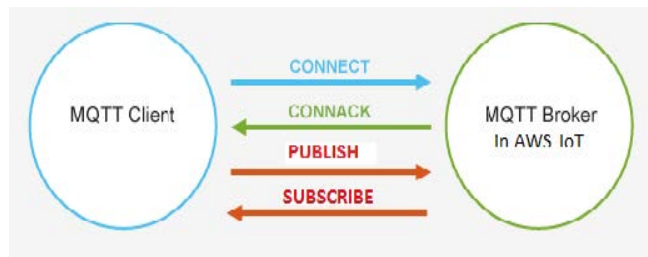 MQTT Client
CONNECT
CONNACK
PUBLISH
SUBSCRIBE
MQTT Broker
In AWS IoT